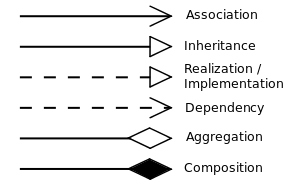 Association
Inheritance
Realization /
Implementation
Dependency
Aggregation
Composition